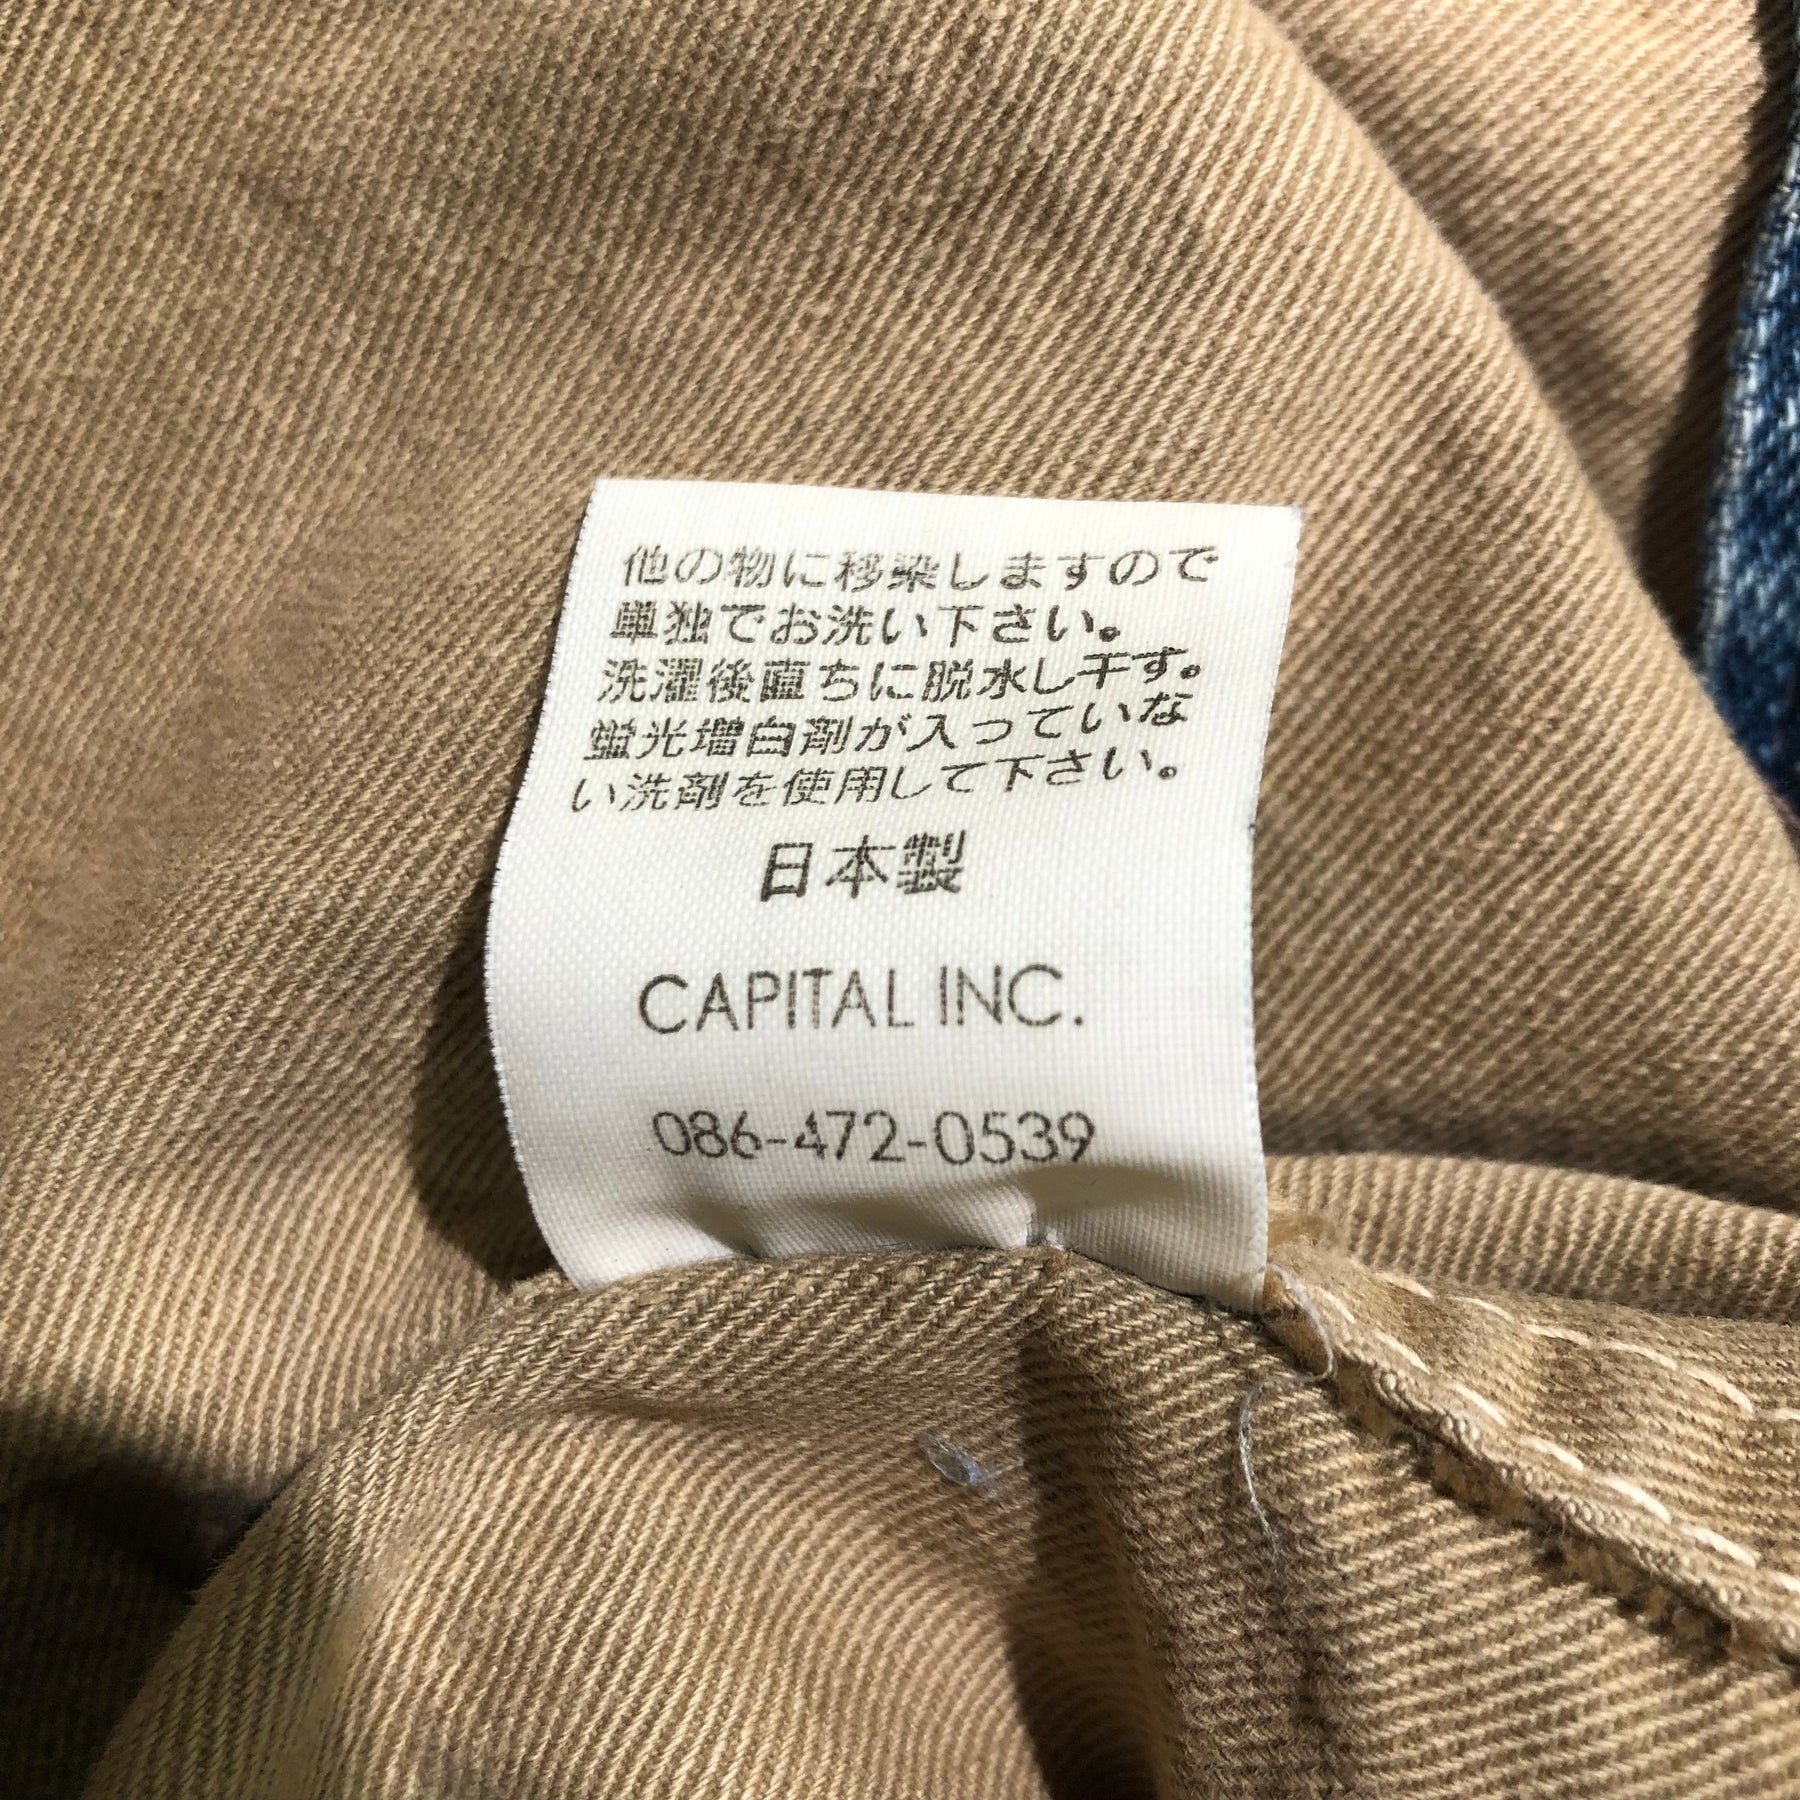 他の物に移染しますので
単独でお洗い下さい。
洗濯後直ちに脱水し干す。
蛍光増白剤が入っていな
い洗剤を使用して下さい。
日本製
CAPITAL INC.
086-472-0539